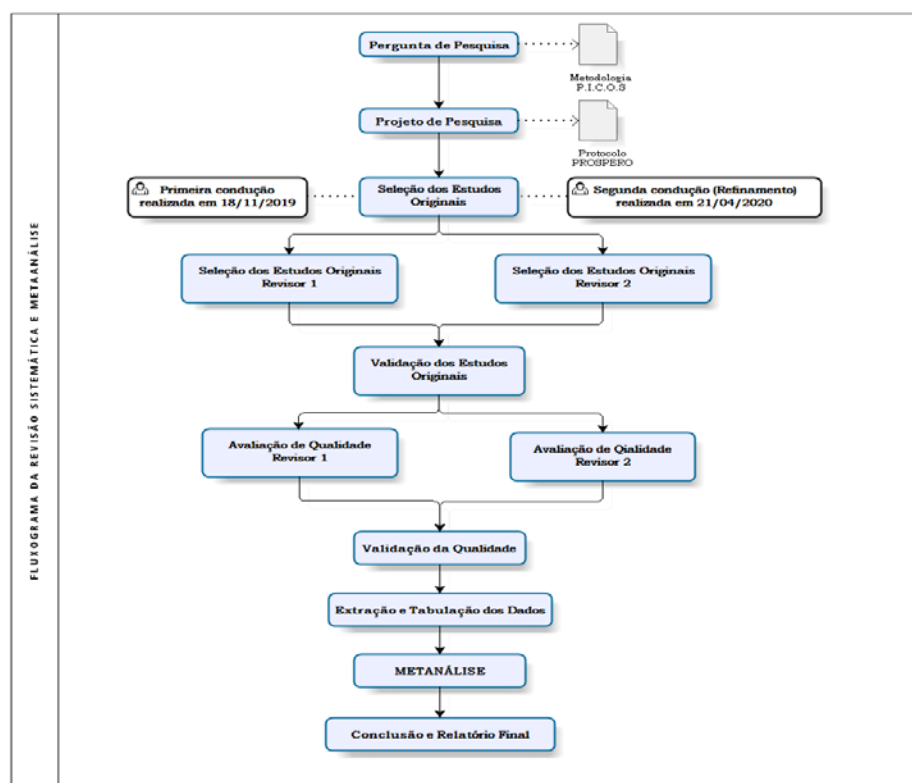 FLUXOGRAMA DA REVISÃO SISTEMÁTICA E METAANÁLISE
Pergunta de Pesquisa
Metodologia
P.I.C.O.S
Projeto de Pesquisa
Protocolo
PROSPERO
Primeira condução
realizada em 18/11/2019
Seleção dos Estudos
Originais
Segunda condução (Refinamento)
realizada em 21/04/2020
Seleção dos Estudos Originais
Revisor 1
Seleção dos Estudos Originais
Revisor 2
Validação dos Estudos
Originais
Avaliação de Qualidade
Revisor 1
Avaliação de Qialidade
Revisor 2
Validação da Qualidade
Extração e Tabulação dos Dados
METANÁLISE
Conclusão e Relatório Final